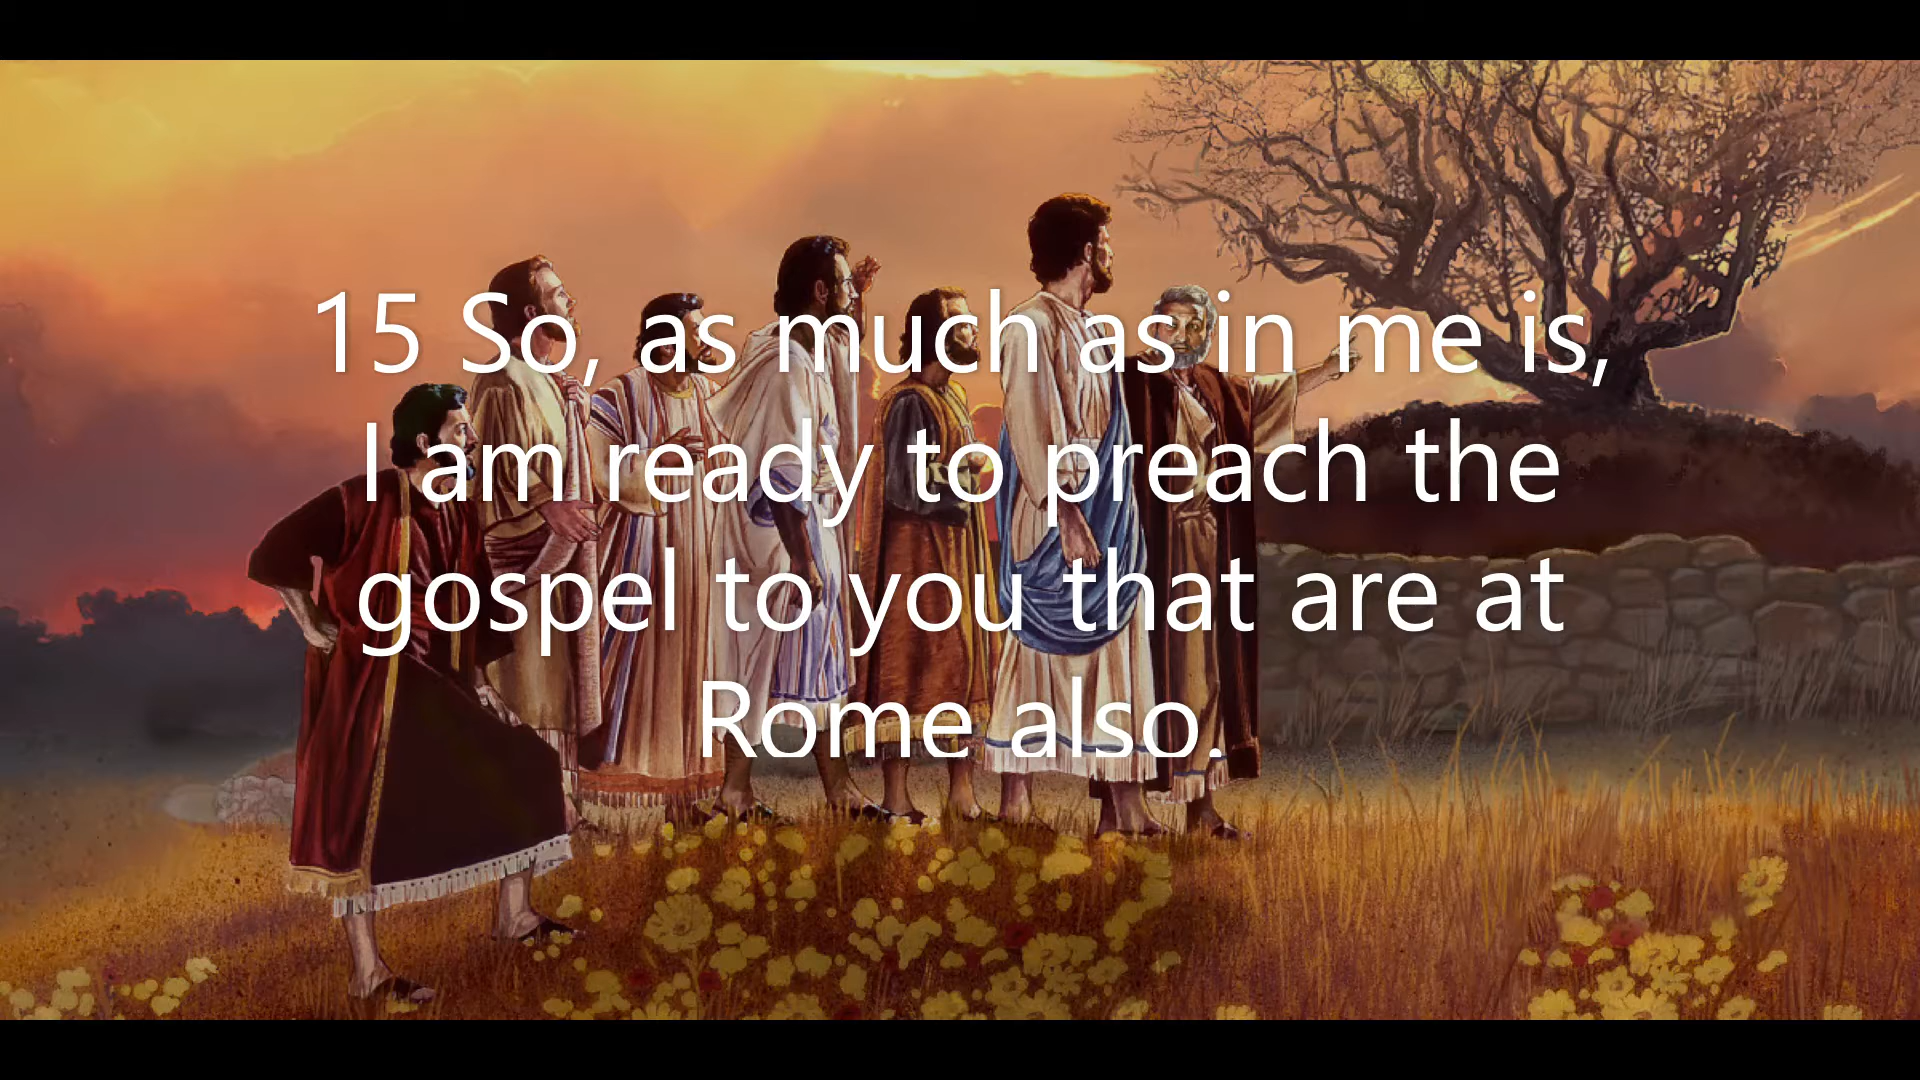 15 So, as much as in me is,
I am ready to preach the
gospel to you that are at
Rome also.